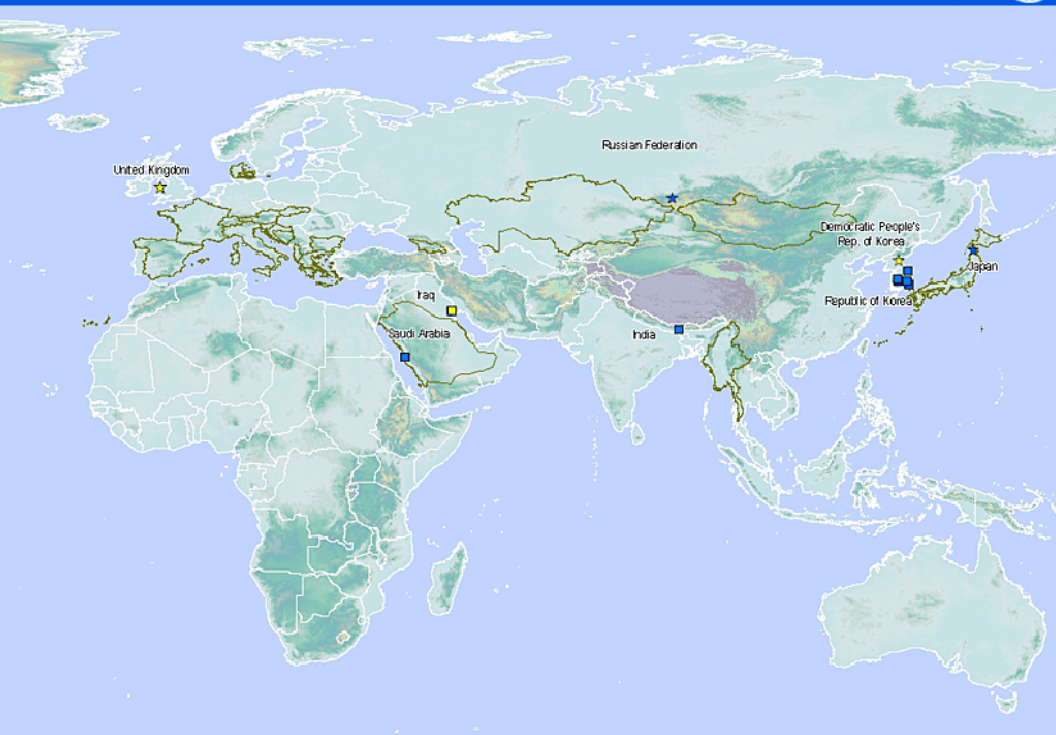 United Kingdom
Russian Federation
Democratic People's
Rep. of Korea
Japan
Iraq
Republic of Korea
Saudi Arabia
India